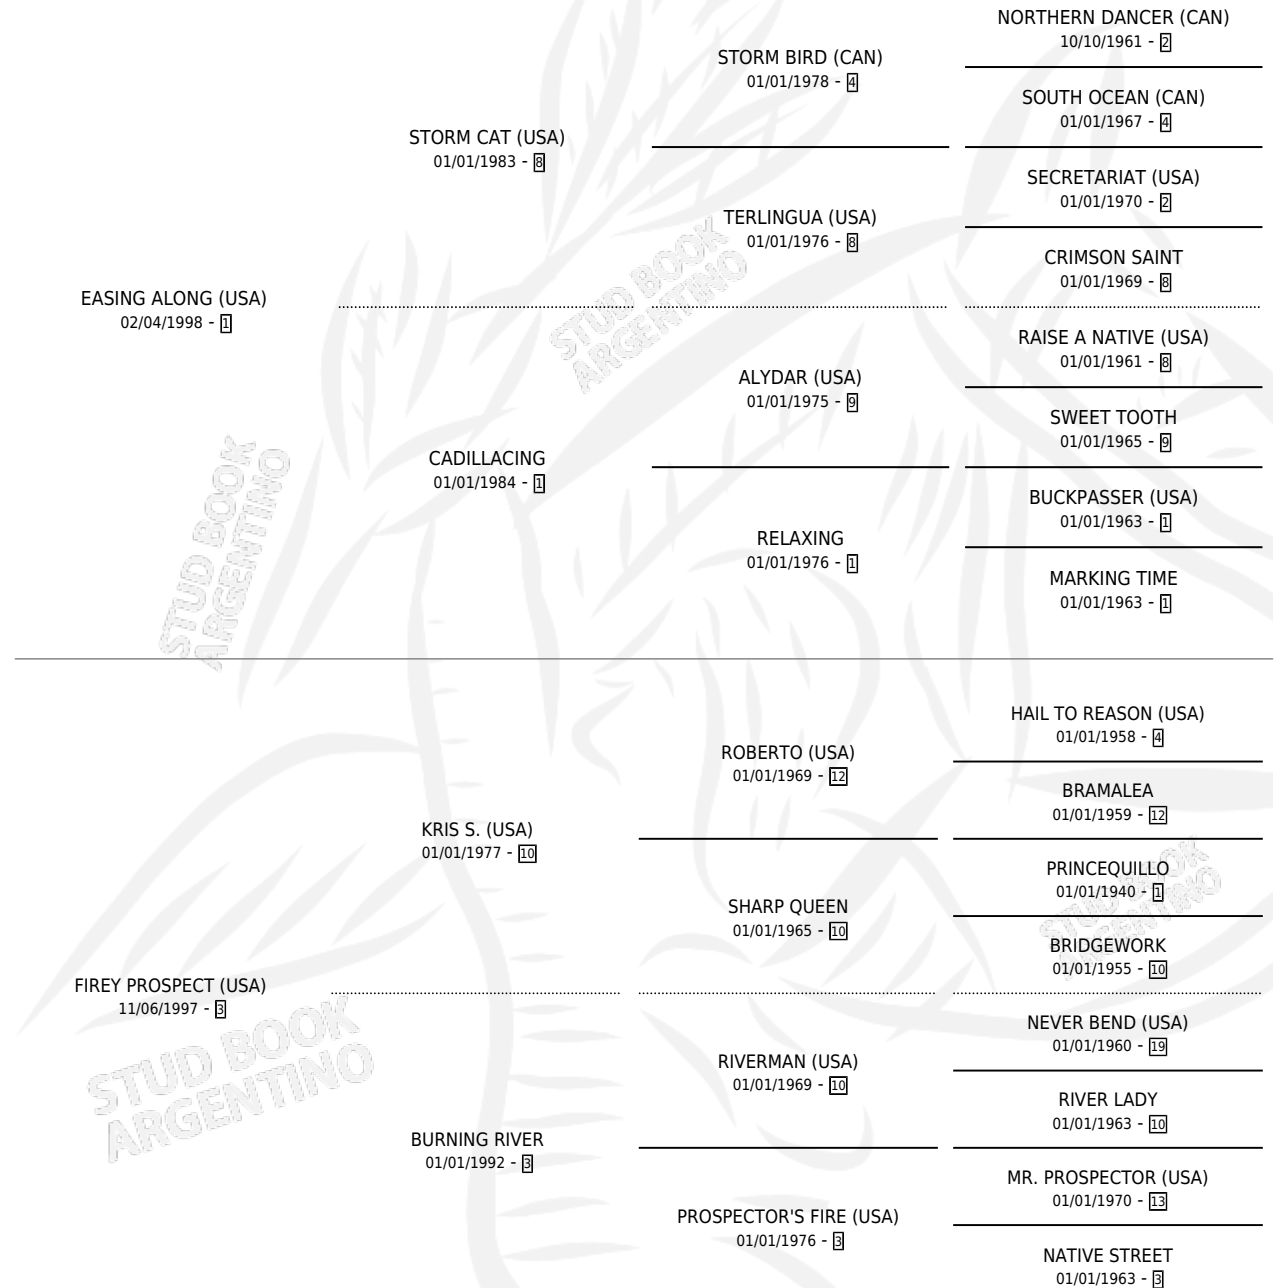 NORTHERN DANCER (CAN)
10/10/1961 - 2
STORM BIRD (CAN)
01/01/1978 - 4
SOUTH OCEAN (CAN)
01/01/1967 - 4
STORM CAT (USA)
01/01/1983 - 8
SECRETARIAT (USA)
01/01/1970 - 2
TERLINGUA (USA)
01/01/1976 - 8
CRIMSON SAINT
01/01/1969 - 8
EASING ALONG (USA)
02/04/1998 - 1
STUD BOOK
ARGENTINO
RAISE A NATIVE (USA)
01/01/1961 - 8
ALYDAR (USA)
01/01/1975 - 9
SWEET TOOTH
01/01/1965 - 9
CADILLACING
01/01/1984 - 1
BUCKPASSER (USA)
01/01/1963 - 1
RELAXING
01/01/1976 - 1
MARKING TIME
01/01/1963 - 1
STUD BOOK
ARGENTINO
HAIL TO REASON (USA)
01/01/1958 - 4
ROBERTO (USA)
01/01/1969 - 12
BRAMALEA
01/01/1959 - 12
KRIS S. (USA)
01/01/1977 - 10
PRINCEQUILLO
01/01/1940 - 1
SHARP QUEEN
01/01/1965 - 10
BRIDGEWORK
01/01/1955 - 10
STUD BOOK
ARGENTINO
FIREY PROSPECT (USA)
11/06/1997 - 3
STUD BOOK
ARGENTINO
NEVER BEND (USA)
01/01/1960 - 19
RIVERMAN (USA)
01/01/1969 - 10
RIVER LADY
01/01/1963 - 10
BURNING RIVER
01/01/1992 - 3
MR. PROSPECTOR (USA)
01/01/1970 - 13
PROSPECTOR'S FIRE (USA)
01/01/1976 - 3
NATIVE STREET
01/01/1963 - 3